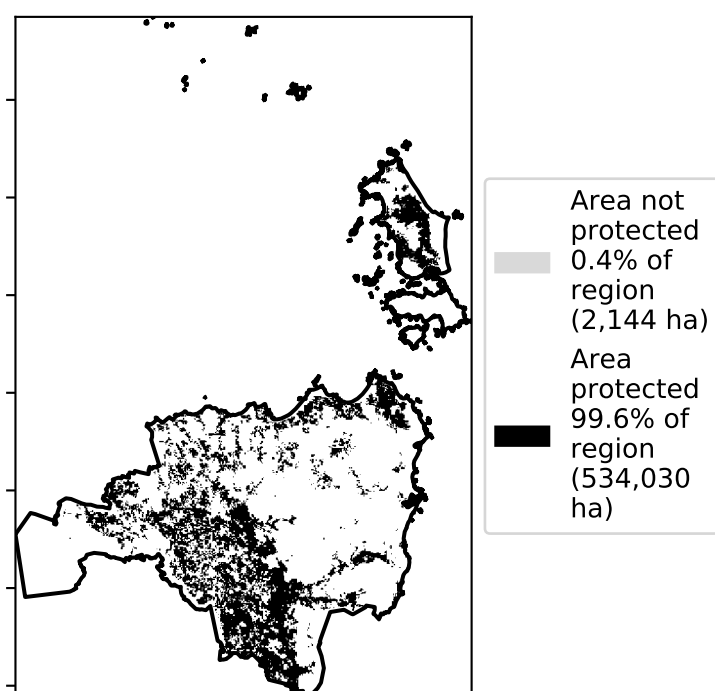 Area not
protected
0.4% of
region
(2,144 ha)
Area
protected
99.6% of
region
(534,030
ha)